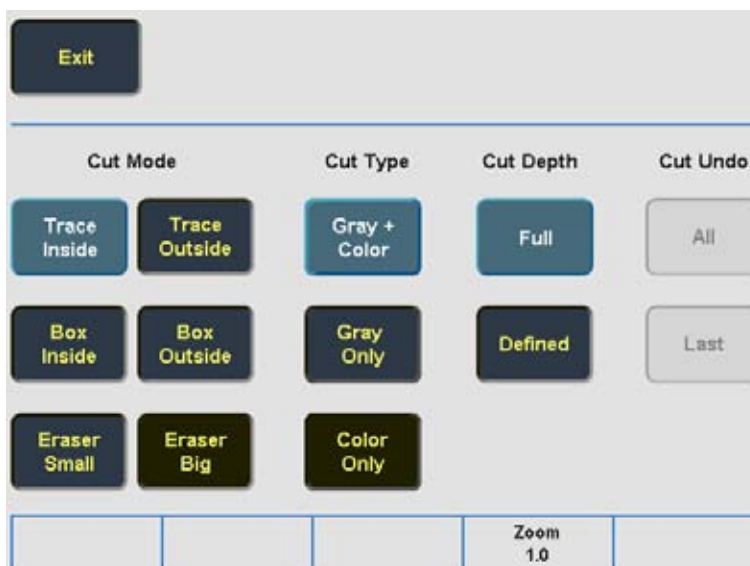 Exit
Cut Mode
Cut Type
Cut Depth
Cut Undo
Trace
Inside
Trace
Outside
Gray +
Color
Full
All
Box
Inside
Box
Outside
Gray
Only
Defined
Last
Eraser
Small
Eraser
Big
Color
Only
Zoom
1.0